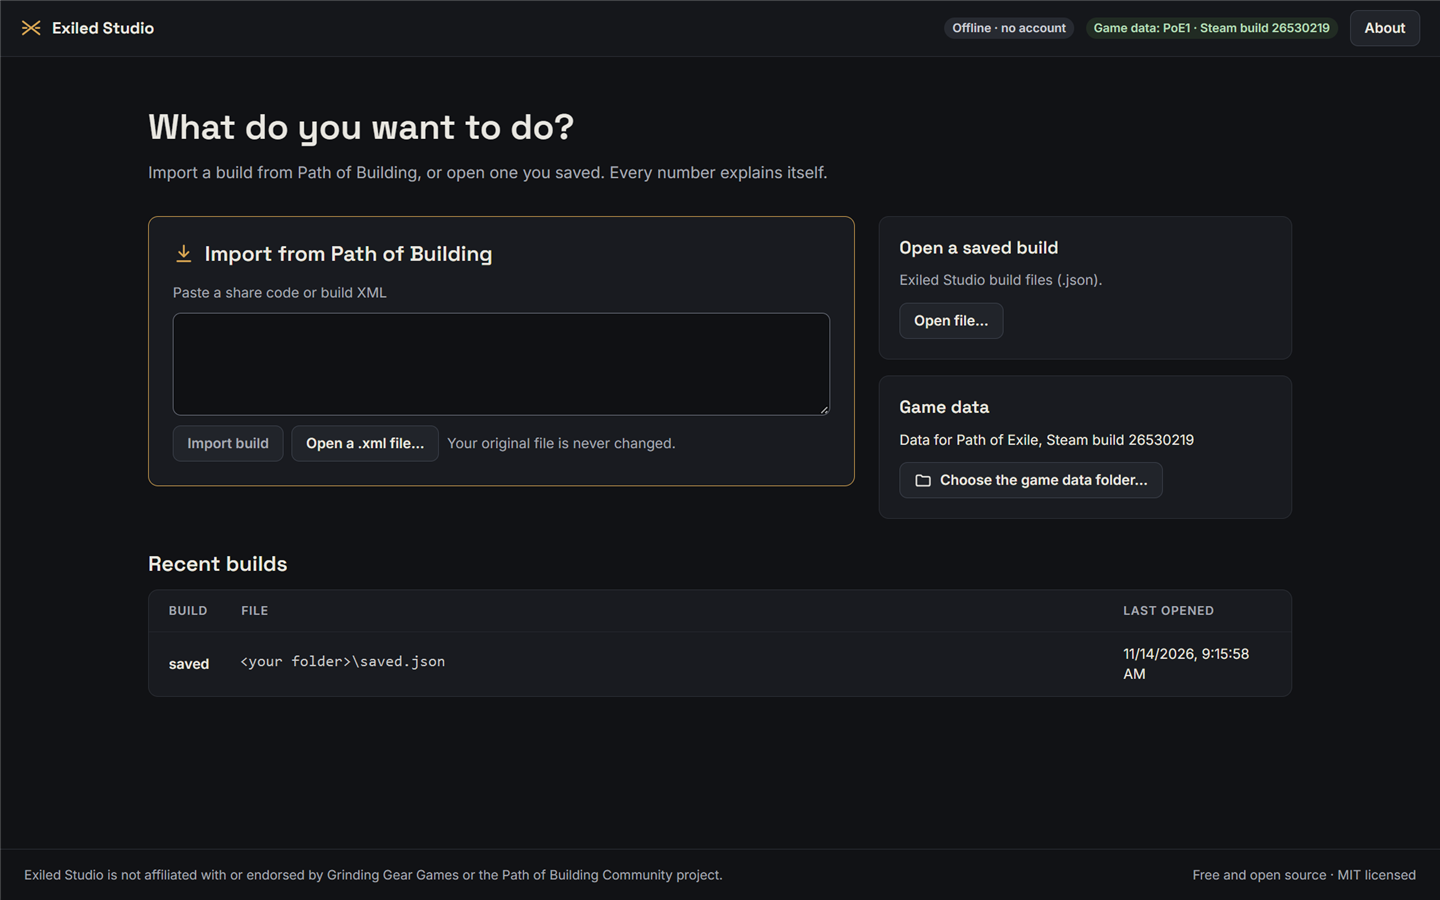 Exiled Studio
Offline · no account
Game data: PoE1 · Steam build 26530219
About
What do you want to do?
Import a build from Path of Building, or open one you saved. Every number explains itself.
Import from Path of Building
Paste a share code or build XML
Import build
Open a .xml file...
Your original file is never changed.
Open a saved build
Exiled Studio build files (.json).
Open file...
Game data
Data for Path of Exile, Steam build 26530219
Choose the game data folder...
Recent builds
BUILD FILE LAST OPENED
saved <your folder>\saved.json 11/14/2026, 9:15:58
AM
Exiled Studio is not affiliated with or endorsed by Grinding Gear Games or the Path of Building Community project.
Free and open source · MIT licensed